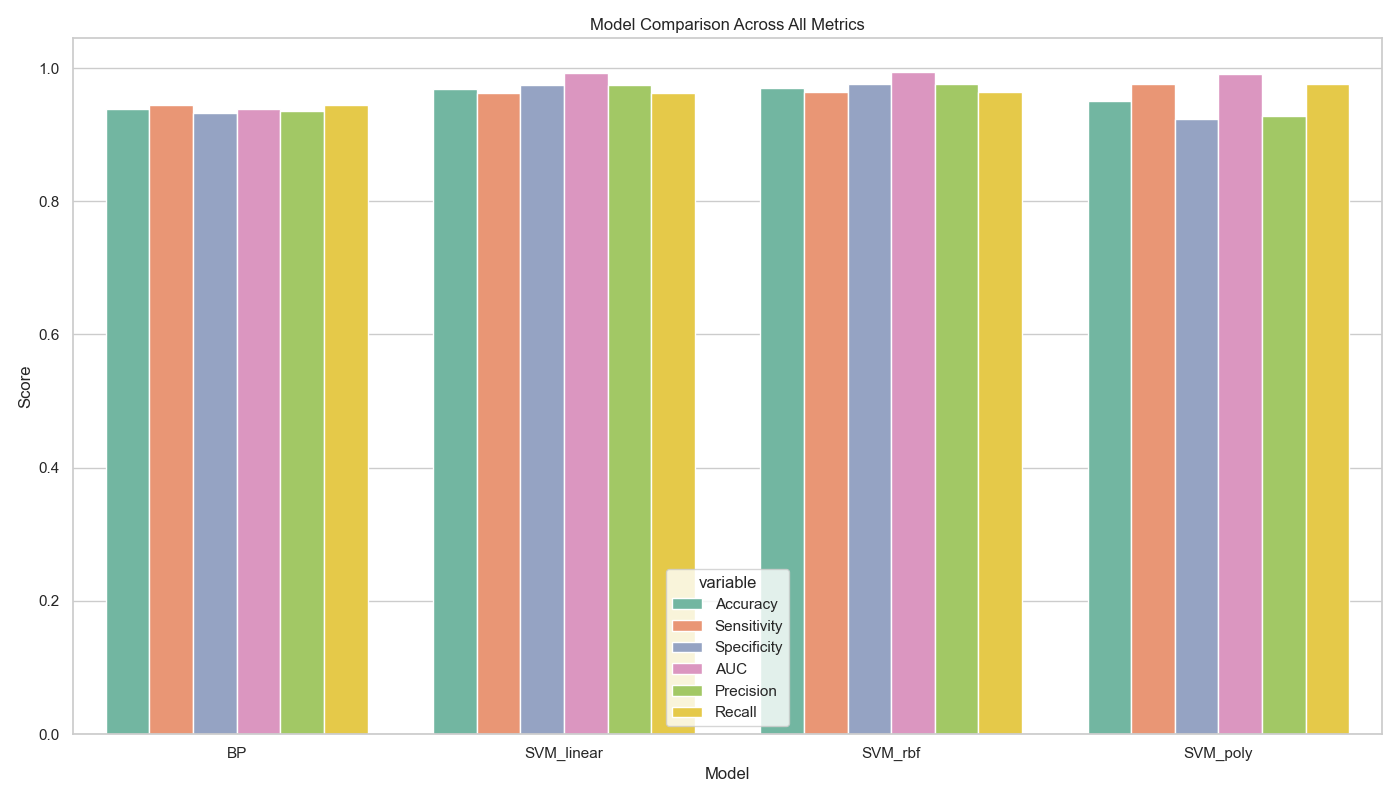 Model Comparison Across All Metrics
1.0
0.8
0.6
0.4
0.2
0.0
Score
variable
Accuracy
Sensitivity
Specificity
AUC
Precision
Recall
BP
SVM_linear
SVM_rbf
SVM_poly
Model